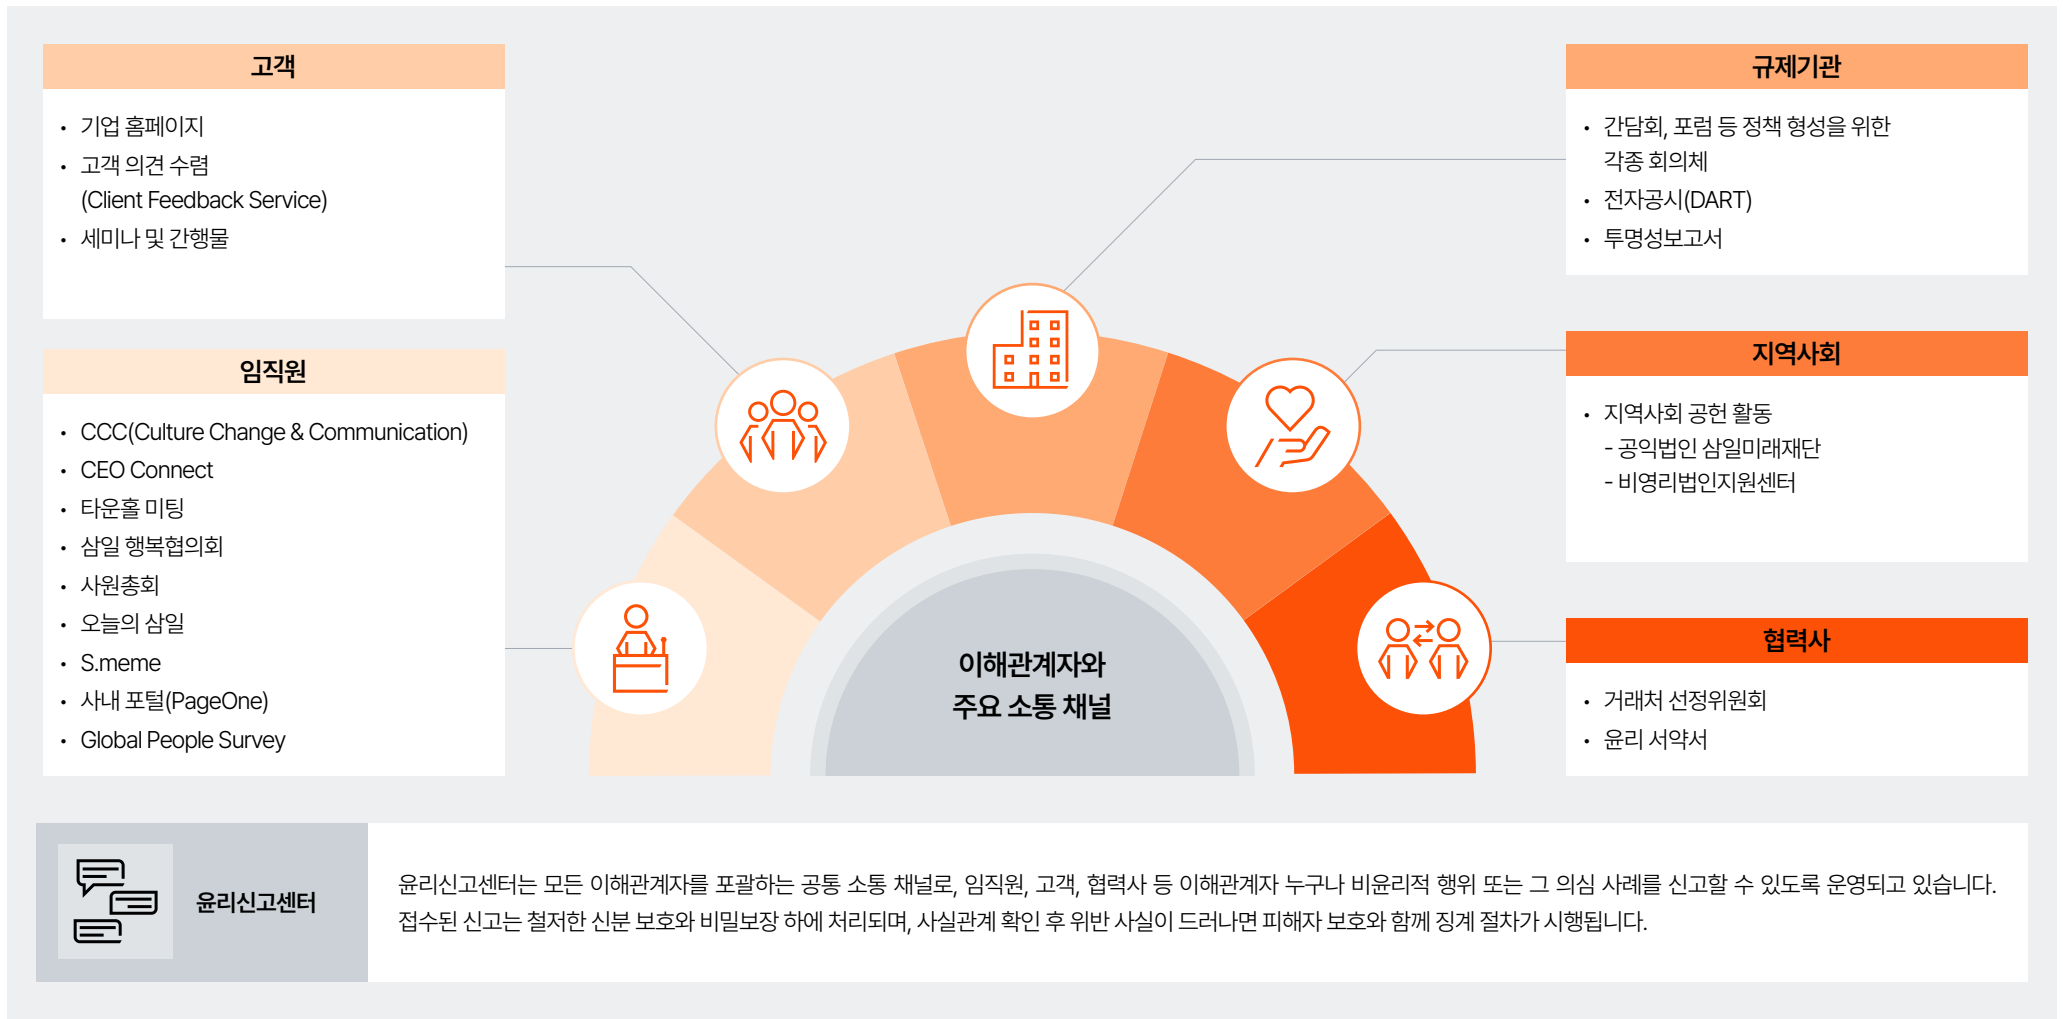 고객
• 기업 홈페이지
• 고객 의견 수렴
(Client Feedback Service)
• 세미나 및 간행물
임직원
• CCC(Culture Change & Communication)
• CEO Connect
• 타운홀 미팅
• 삼일 행복협의회
• 사원총회
• 오늘의 삼일
• S.meme
• 사내 포털(PageOne)
• Global People Survey
이해관계자와
주요 소통 채널
규제기관
• 간담회, 포럼 등 정책 형성을 위한
각종 회의체
• 전자공시(DART)
• 투명성보고서
지역사회
• 지역사회 공헌 활동
- 공익법인 삼일미래재단
- 비영리법인지원센터
협력사
• 거래처 선정위원회
• 윤리 서약서
윤리신고센터
윤리신고센터는 모든 이해관계자를 포괄하는 공통 소통 채널로, 임직원, 고객, 협력사 등 이해관계자 누구나 비윤리적 행위 또는 그 의심 사례를 신고할 수 있도록 운영되고 있습니다.
접수된 신고는 철저한 신분 보호와 비밀보장 하에 처리되며, 사실관계 확인 후 위반 사실이 드러나면 피해자 보호와 함께 징계 절차가 시행됩니다.